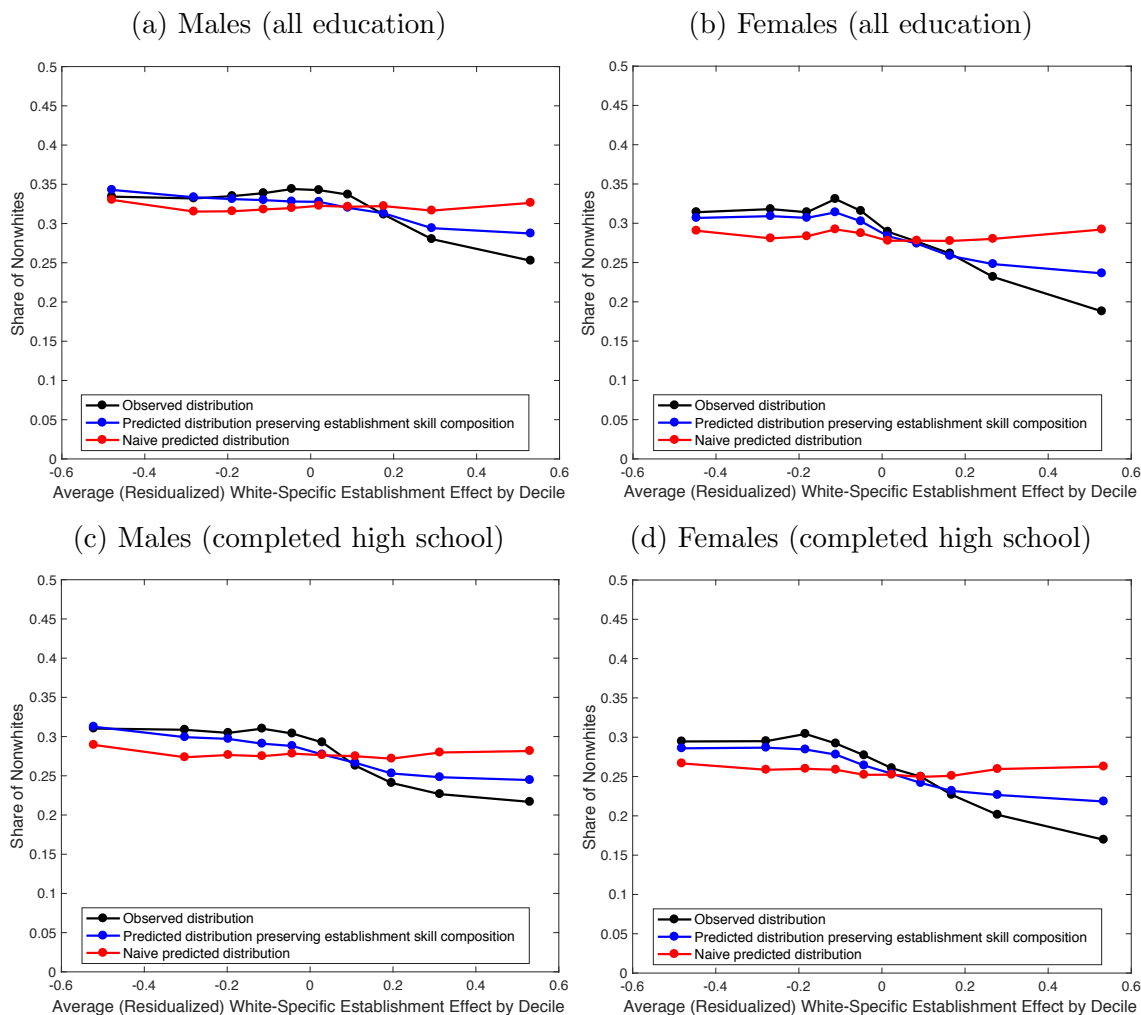 (a) Males (all education)
(b) Females (all education)
0.5
0.45
0.4
0.35
0.3
0.25
0.2
0.15
0.1
0.05
0
Share of Nonwhites
Observed distribution
Predicted distribution preserving establishment skill composition
Naive predicted distribution
-0.6 -0.4 -0.2 0 0.2 0.4 0.6
Average (Residualized) White-Specific Establishment Effect by Decile
0.5
0.45
0.4
0.35
0.3
0.25
0.2
0.15
0.1
0.05
0
Share of Nonwhites
Observed distribution
Predicted distribution preserving establishment skill composition
Naive predicted distribution
-0.6 -0.4 -0.2 0 0.2 0.4 0.6
Average (Residualized) White-Specific Establishment Effect by Decile
(c) Males (completed high school)
(d) Females (completed high school)
0.5
0.45
0.4
0.35
0.3
0.25
0.2
0.15
0.1
0.05
0
Share of Nonwhites
Observed distribution
Predicted distribution preserving establishment skill composition
Naive predicted distribution
-0.6 -0.4 -0.2 0 0.2 0.4 0.6
Average (Residualized) White-Specific Establishment Effect by Decile
0.5
0.45
0.4
0.35
0.3
0.25
0.2
0.15
0.1
0.05
0
Share of Nonwhites
Observed distribution
Predicted distribution preserving establishment skill composition
Naive predicted distribution
-0.6 -0.4 -0.2 0 0.2 0.4 0.6
Average (Residualized) White-Specific Establishment Effect by Decile